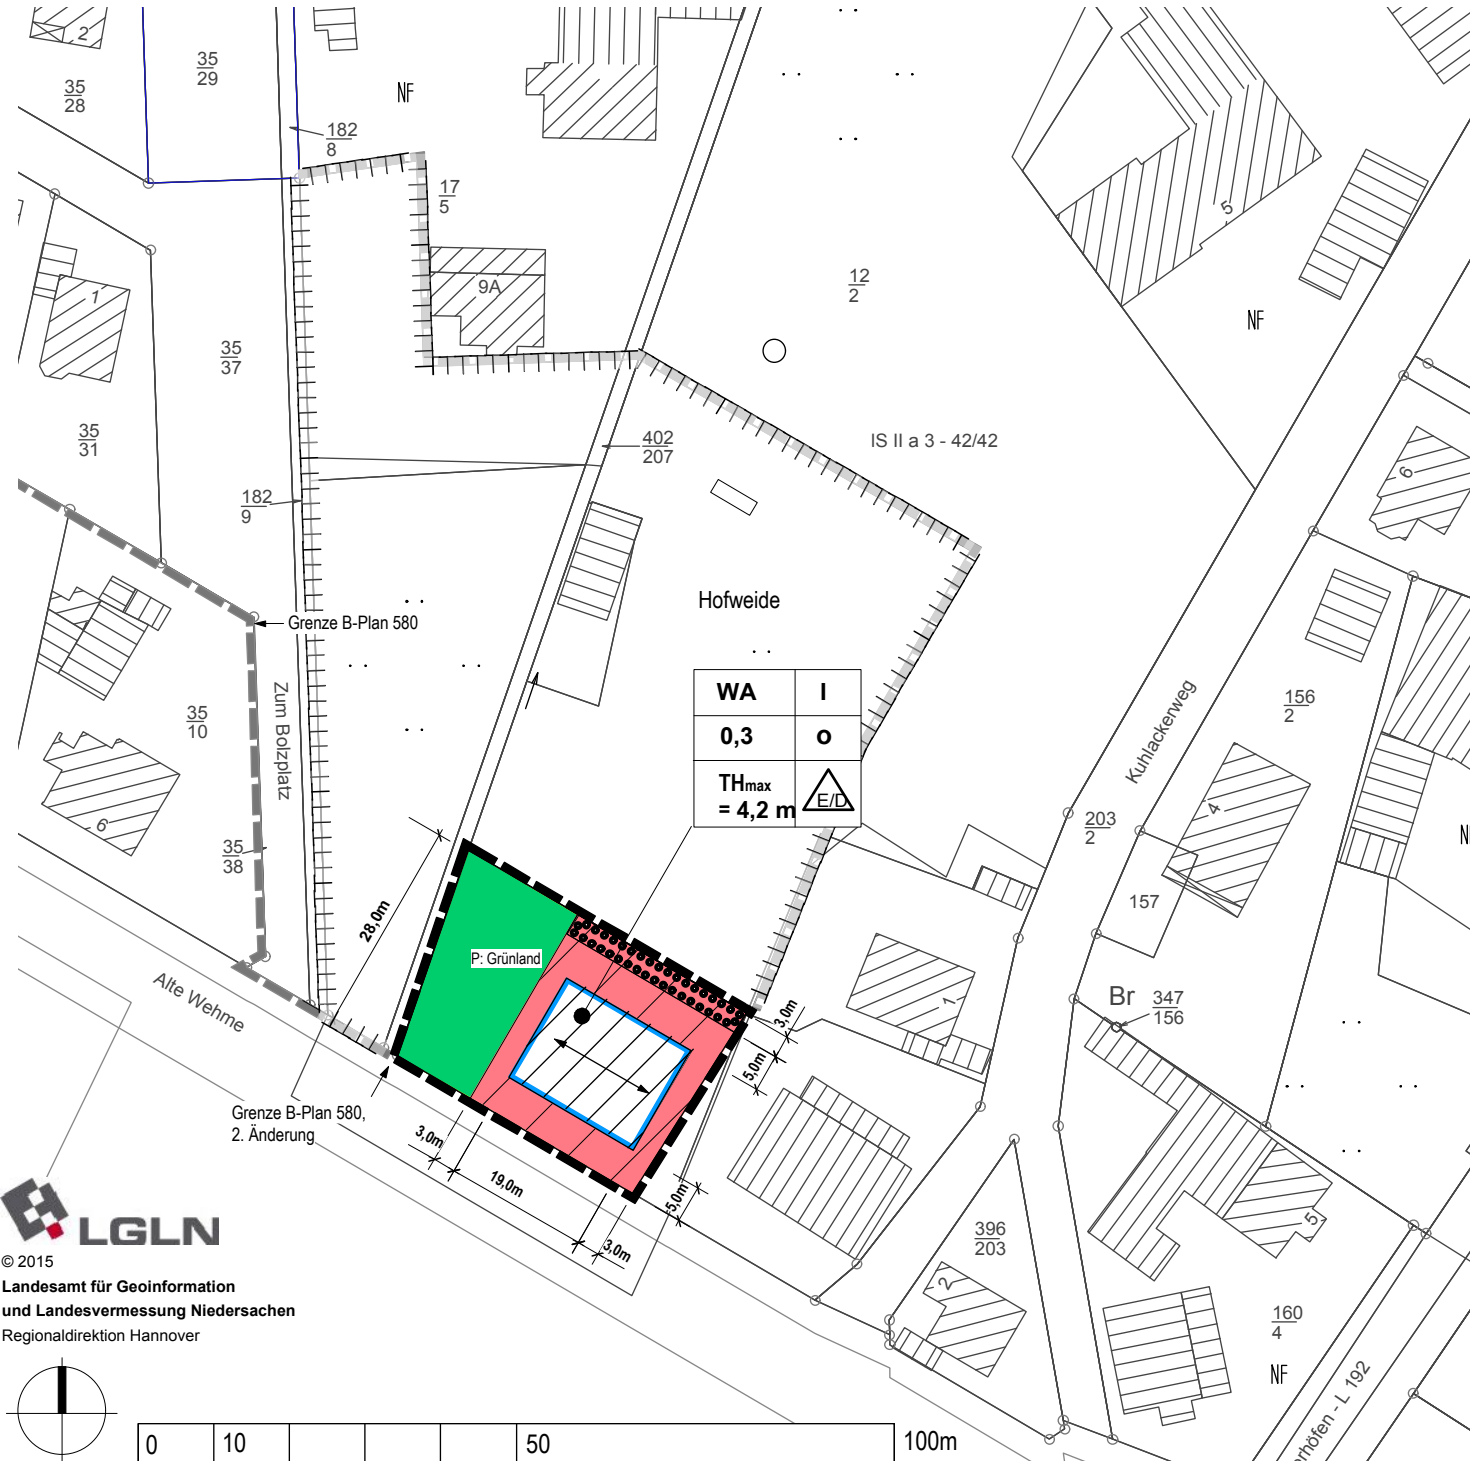 2
35
29
35
28
NF
182
8
17
5
5
1
9A
12
2
NF
35
37
35
31
402
207
IS II a 3 - 42/42
6
182
9
Hofweide
Grenze B-Plan 580
Zum Bolzplatz
35
10
WA
I
0,3
o
THmax
= 4,2 m
E/D
Kuhlackerweg
156
2
4
6
203
2
35
38
28,0m
157
P: Grünland
Alte Wehme
1
Br
347
156
3,0m
5,0m
Grenze B-Plan 580,
2. Änderung
3,0m
19,0m
5,0m
3,0m
396
203
2
5
160
4
NF
LGLN
© 2015
Landesamt für Geoinformation
und Landesvermessung Niedersachen
Regionaldirektion Hannover
erhöfen - L 192
0
10
50
100m